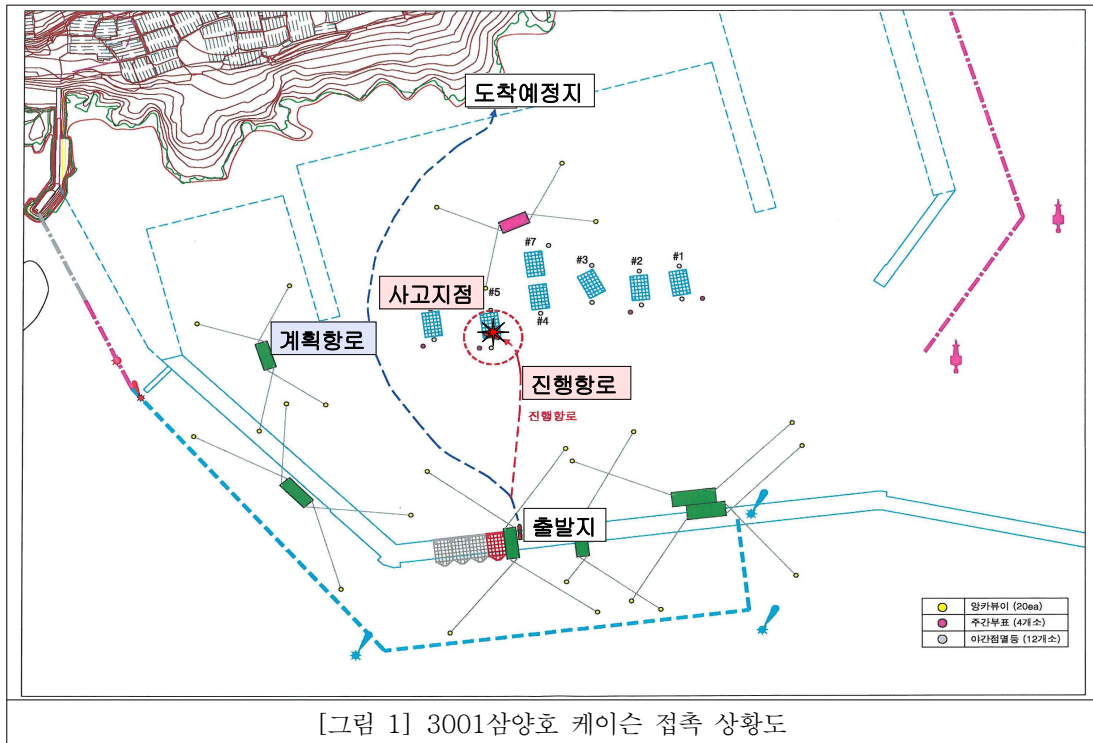 도착예정지
#7
#3
#2
#1
사고지점
#5
#4
계획항로
진행항로
진행항로
출발지
앙카뷰이 (20ea)
주간부표 (4개소)
야간점멸등 (12개소)
[그림 1] 3001삼양호 케이슨 접촉 상황도